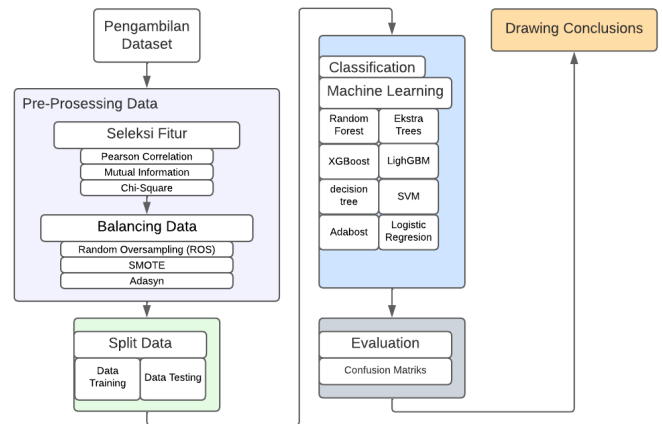 Pengambilan
Dataset
Pre-Prosessing Data
Seleksi Fitur
Pearson Correlation
Mutual Information
Chi-Square
Balancing Data
Random Oversampling (ROS)
SMOTE
Adasyn
Split Data
Data
Training
Data Testing
Classification
Machine Learning
Random
Forest
Ekstra
Trees
XGBoost
LighGBM
decision
tree
SVM
Adabost
Logistic
Regresion
Evaluation
Confusion Matriks
Drawing Conclusions